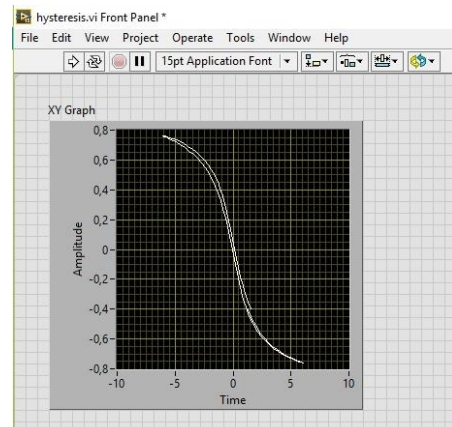 hysteresis.vi Front Panel *
File Edit View Project Operate Tools Window Help
15pt Application Font
XY Graph
0,8
0,6
0,4
0,2
0
-0,2
-0,4
-0,6
-0,8
Amplitude
-10 -5 0 5 10
Time